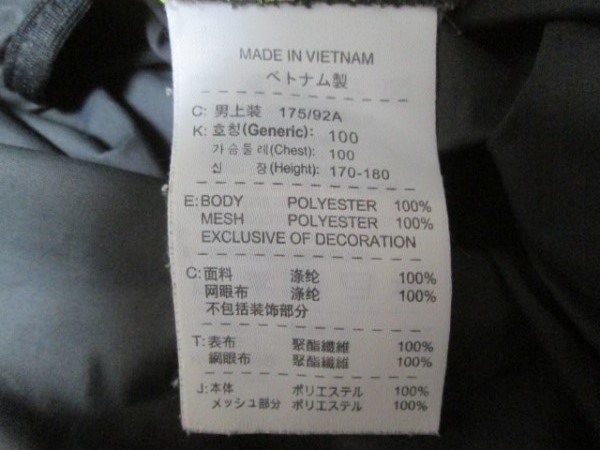 MADE IN VIETNAM
ベトナム製
C: 男上装 175/92A
K: 호칭(Generic): 100
가슴둘레(Chest): 100
신 장(Height): 170-180
E: BODY POLYESTER 100%
MESH POLYESTER 100%
EXCLUSIVE OF DECORATION
C: 面料 涤纶 100%
网眼布 涤纶 100%
不包括装饰部分
T: 表布 聚酯纖維 100%
網眼布 聚酯纖維 100%
J: 本体 ポリエステル 100%
メッシュ部分 ポリエステル 100%